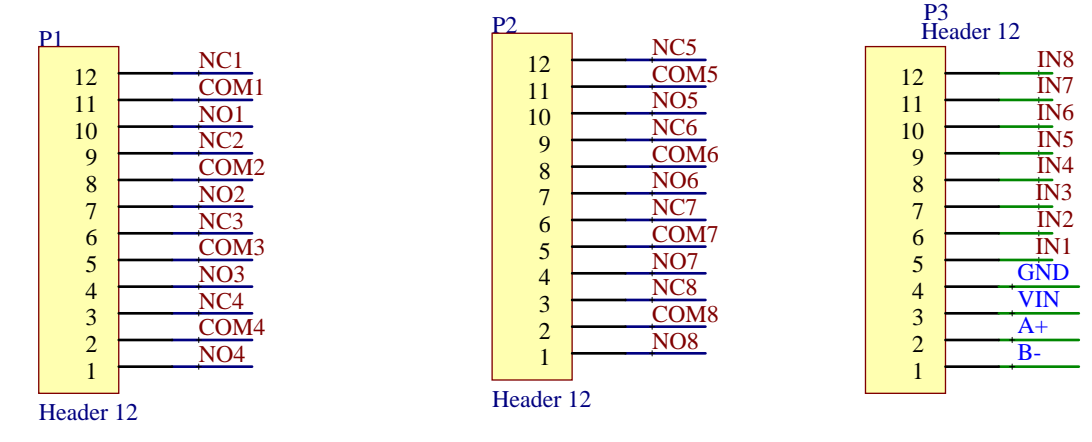 P1
12 NC1
11 COM1
10 NO1
9 NC2
8 COM2
7 NO2
6 NC3
5 COM3
4 NO3
3 NC4
2 COM4
1 NO4
Header 12
P2
12 NC5
11 COM5
10 NO5
9 NC6
8 COM6
7 NO6
6 NC7
5 COM7
4 NO7
3 NC8
2 COM8
1 NO8
Header 12
P3
Header 12
12 IN8
11 IN7
10 IN6
9 IN5
8 IN4
7 IN3
6 IN2
5 IN1
4 GND
3 VIN
2 A+
1 B-